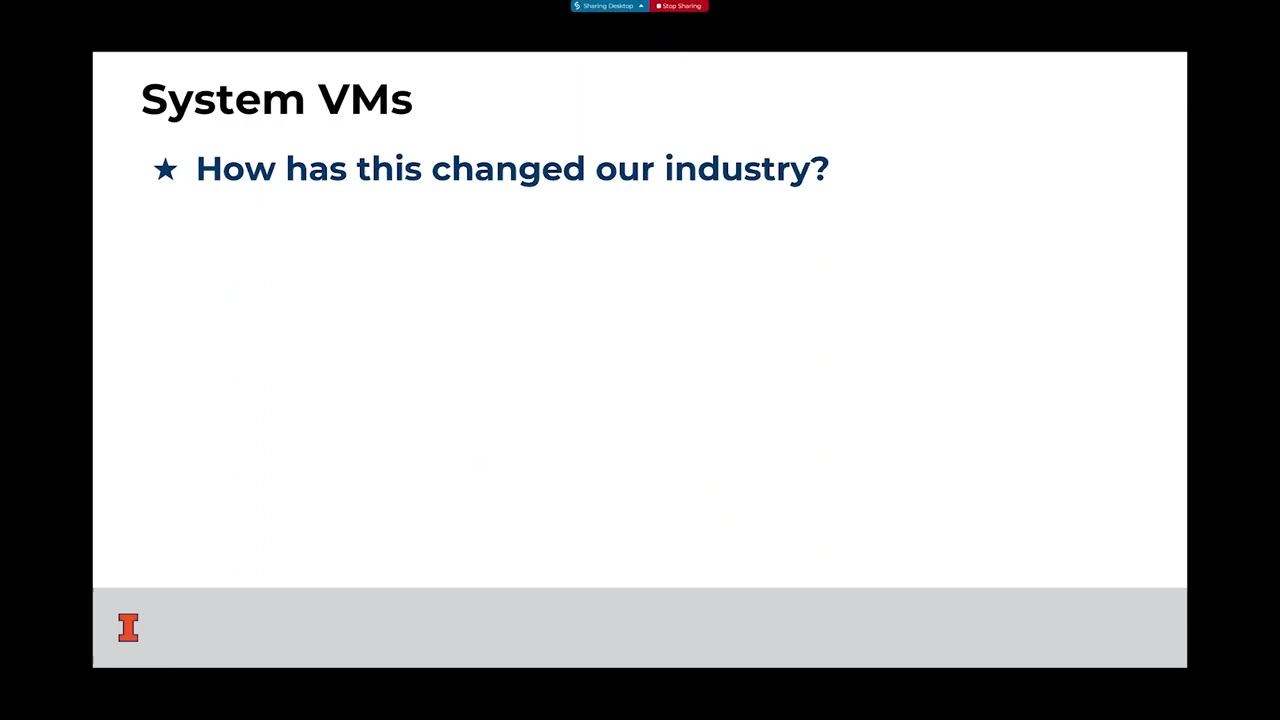 Sharing Desktop
Stop Sharing
System VMs
★ How has this changed our industry?
I